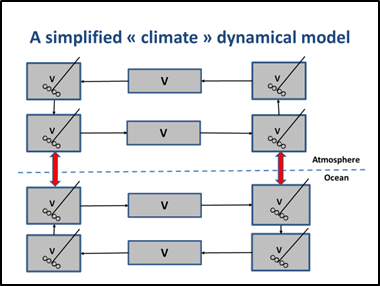 A simplified « climate » dynamical model
V V V
V V V
Atmosphere
Ocean
V V V
V V V